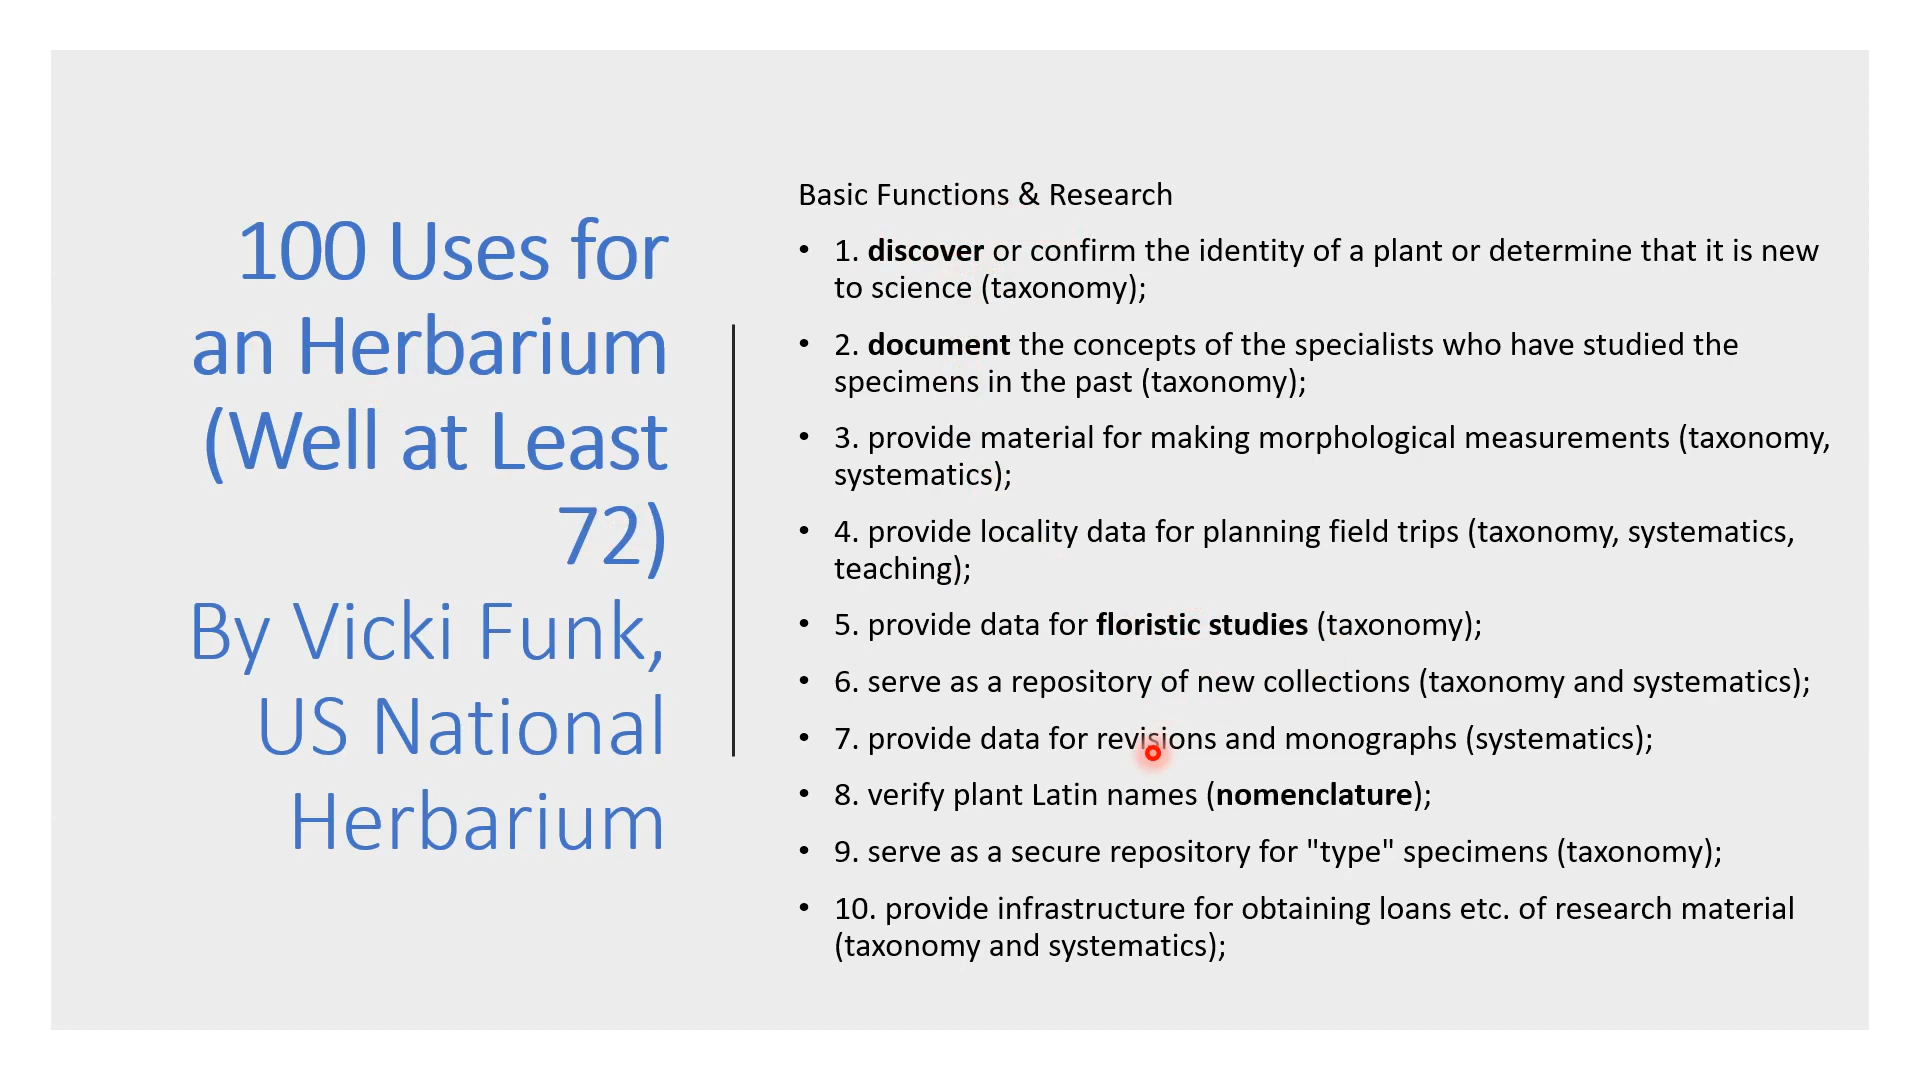 100 Uses for
an Herbarium
(Well at Least
72)
By Vicki Funk,
US National
Herbarium
Basic Functions & Research
• 1. discover or confirm the identity of a plant or determine that it is new
to science (taxonomy);
• 2. document the concepts of the specialists who have studied the
specimens in the past (taxonomy);
• 3. provide material for making morphological measurements (taxonomy,
systematics);
• 4. provide locality data for planning field trips (taxonomy, systematics,
teaching);
• 5. provide data for floristic studies (taxonomy);
• 6. serve as a repository of new collections (taxonomy and systematics);
• 7. provide data for revisions and monographs (systematics);
• 8. verify plant Latin names (nomenclature);
• 9. serve as a secure repository for "type" specimens (taxonomy);
• 10. provide infrastructure for obtaining loans etc. of research material
(taxonomy and systematics);